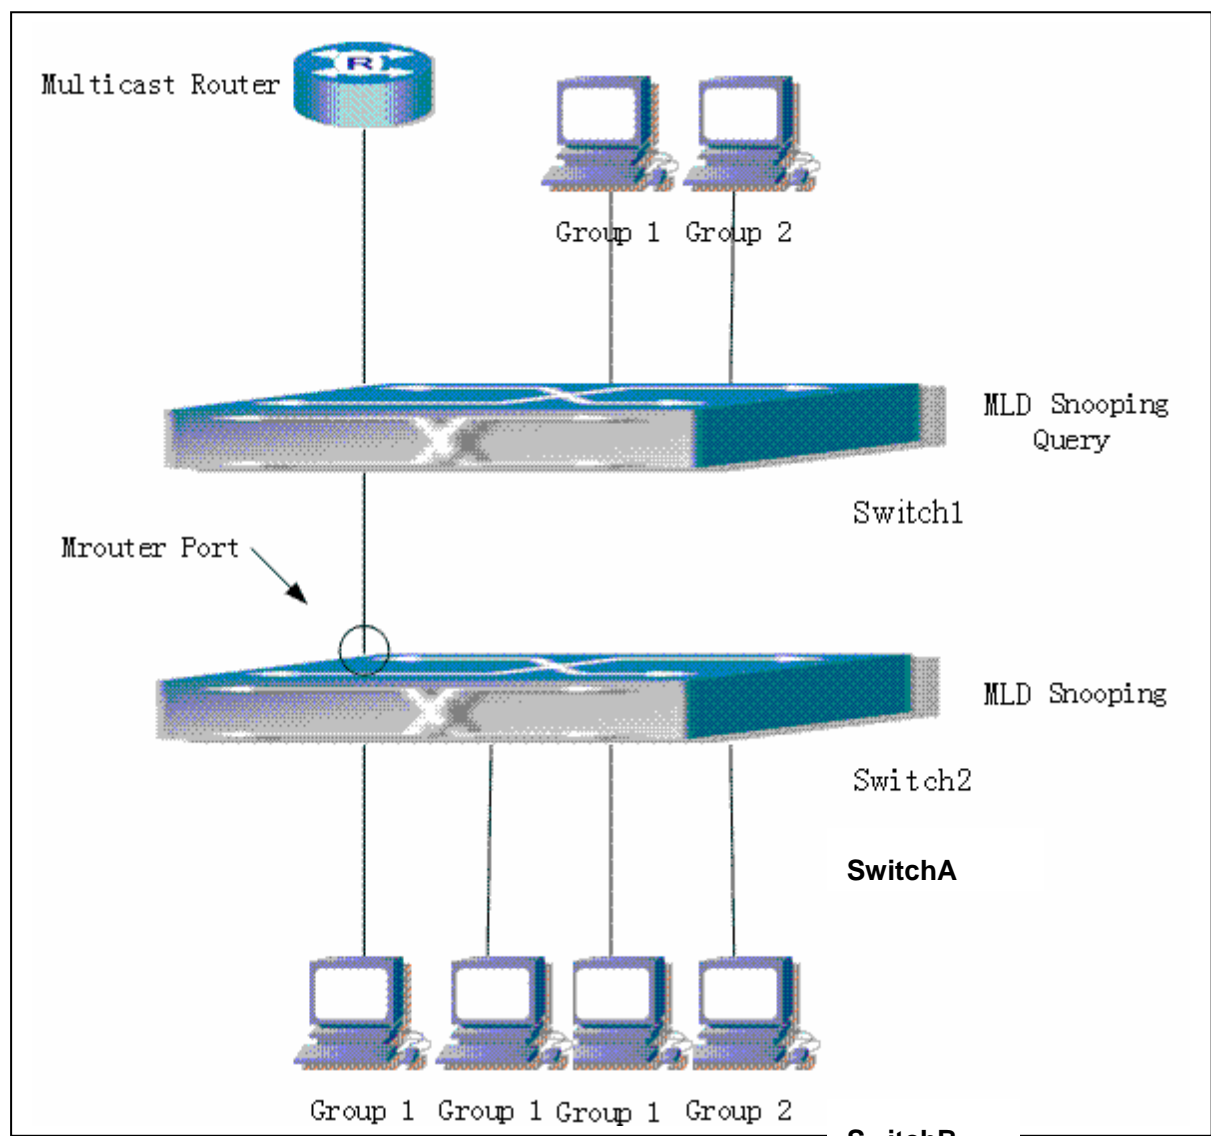 Multicast Router
R
Group 1 Group 2
MLD Snooping
Query
Switch1
Mrouter Port
MLD Snooping
Switch2
SwitchA
Group 1 Group 1 Group 1 Group 2